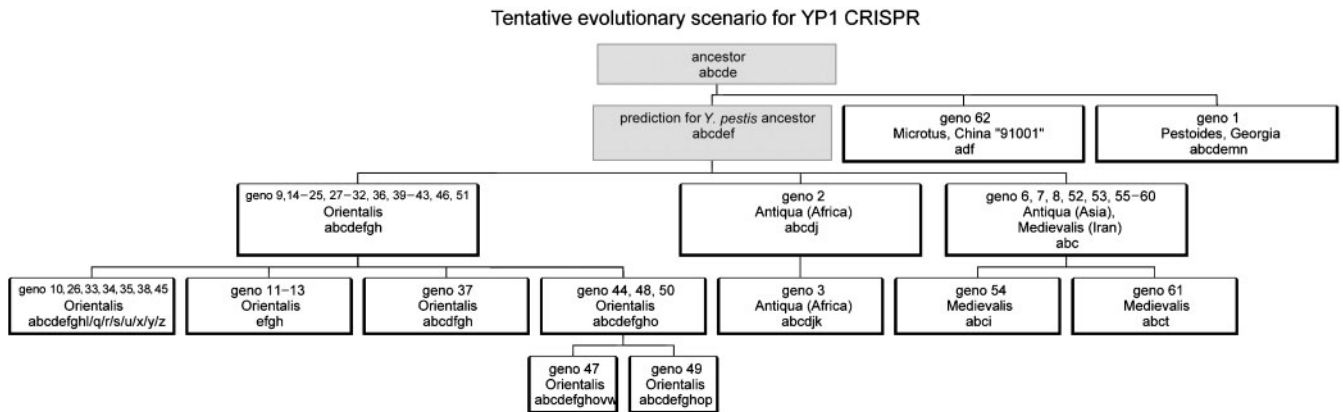 Tentative evolutionary scenario for YP1 CRISPR
ancestor
abcde
prediction for Y. pestis ancestor
abcdef
geno 62
Microtus, China "91001"
adf
geno 1
Pestoides, Georgia
abcdemn
geno 9,14–25, 27–32, 36, 39–43, 46, 51
Orientalis
abcdefgh
geno 2
Antiqua (Africa)
abcdj
geno 6, 7, 8, 52, 53, 55–60
Antiqua (Asia),
Medievalis (Iran)
abc
geno 10, 26, 33, 34, 35, 38, 45
Orientalis
abcdefghl/q/r/s/u/x/y/z
geno 11–13
Orientalis
efgh
geno 37
Orientalis
abcdfgh
geno 44, 48, 50
Orientalis
abcdefgho
geno 3
Antiqua (Africa)
abcdjk
geno 54
Medievalis
abci
geno 61
Medievalis
abct
geno 47
Orientalis
abcdefghovw
geno 49
Orientalis
abcdefghop